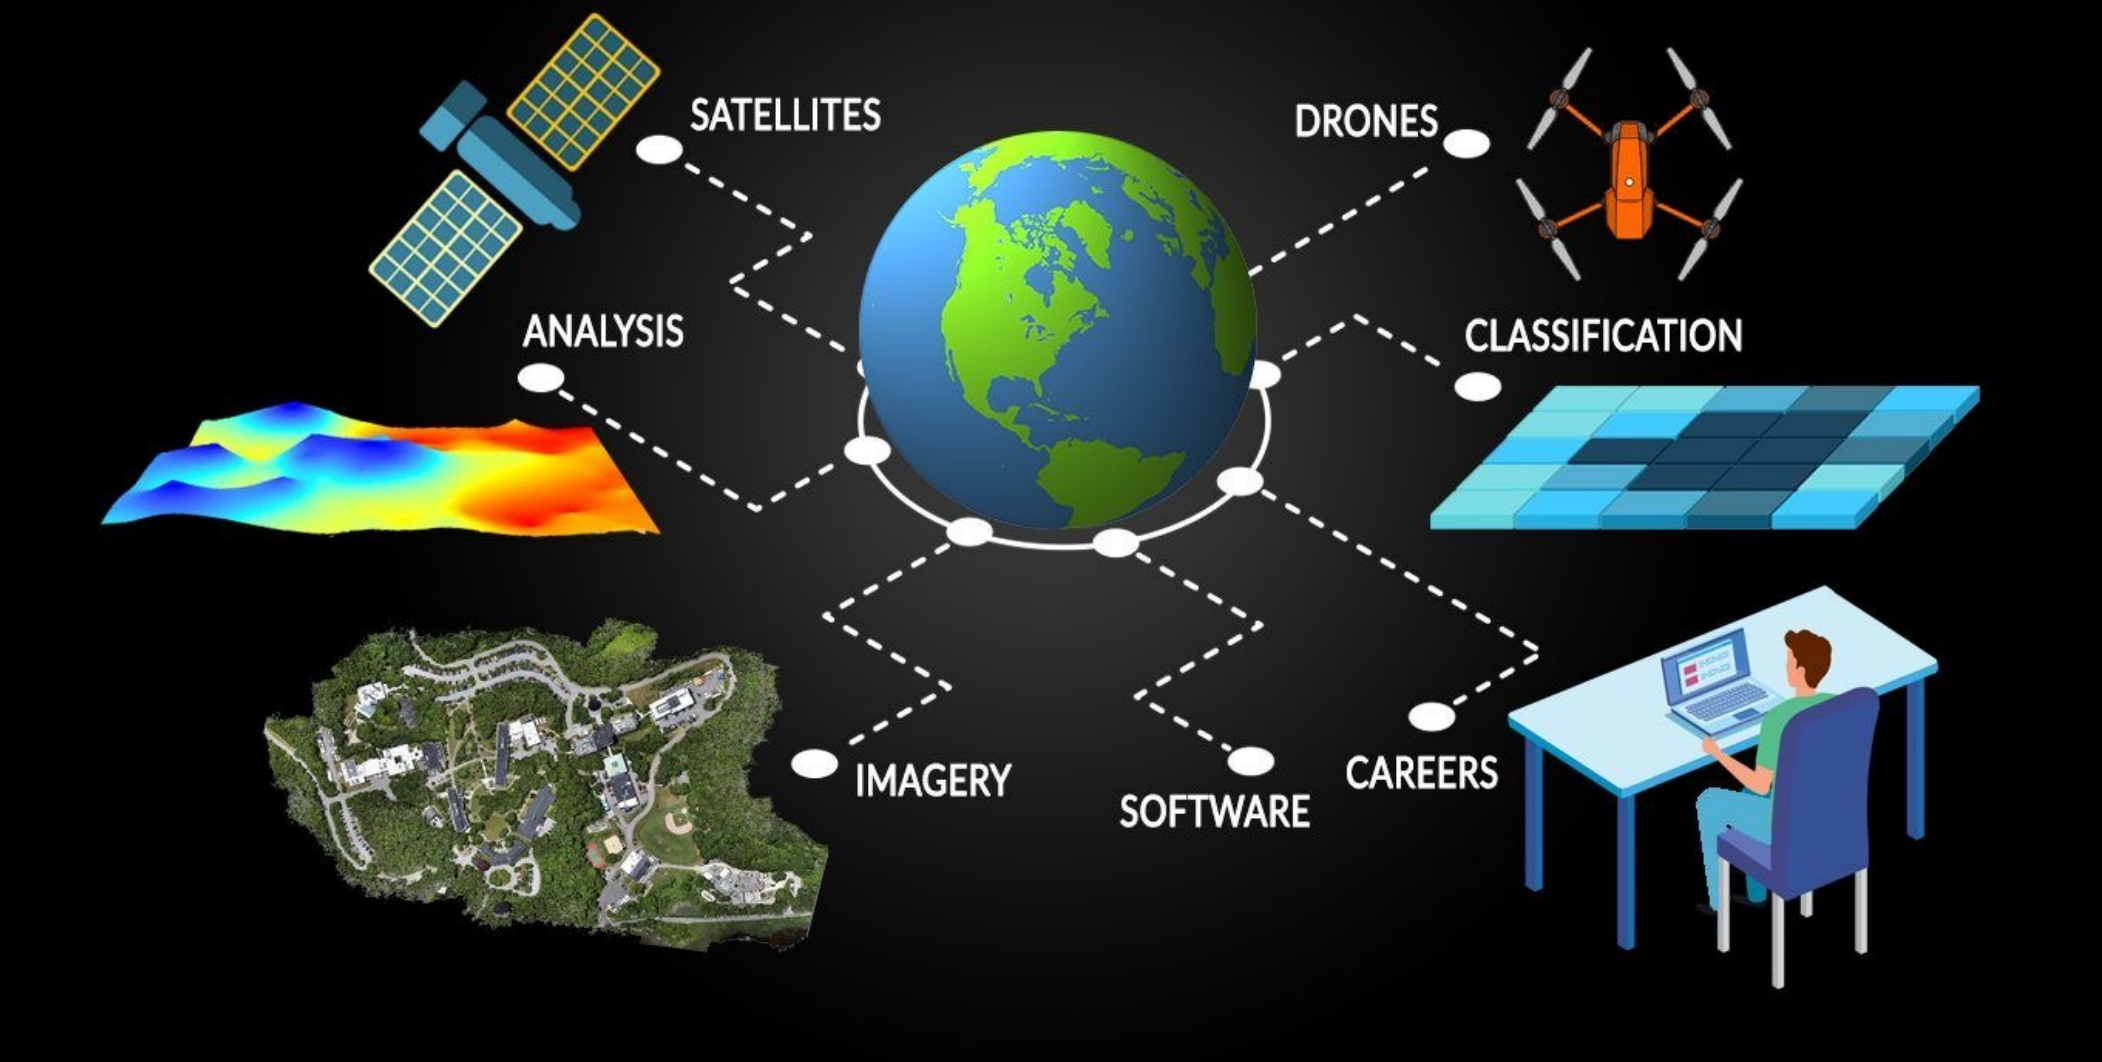 SATELLITES
DRONES
ANALYSIS
CLASSIFICATION
IMAGERY
SOFTWARE
CAREERS